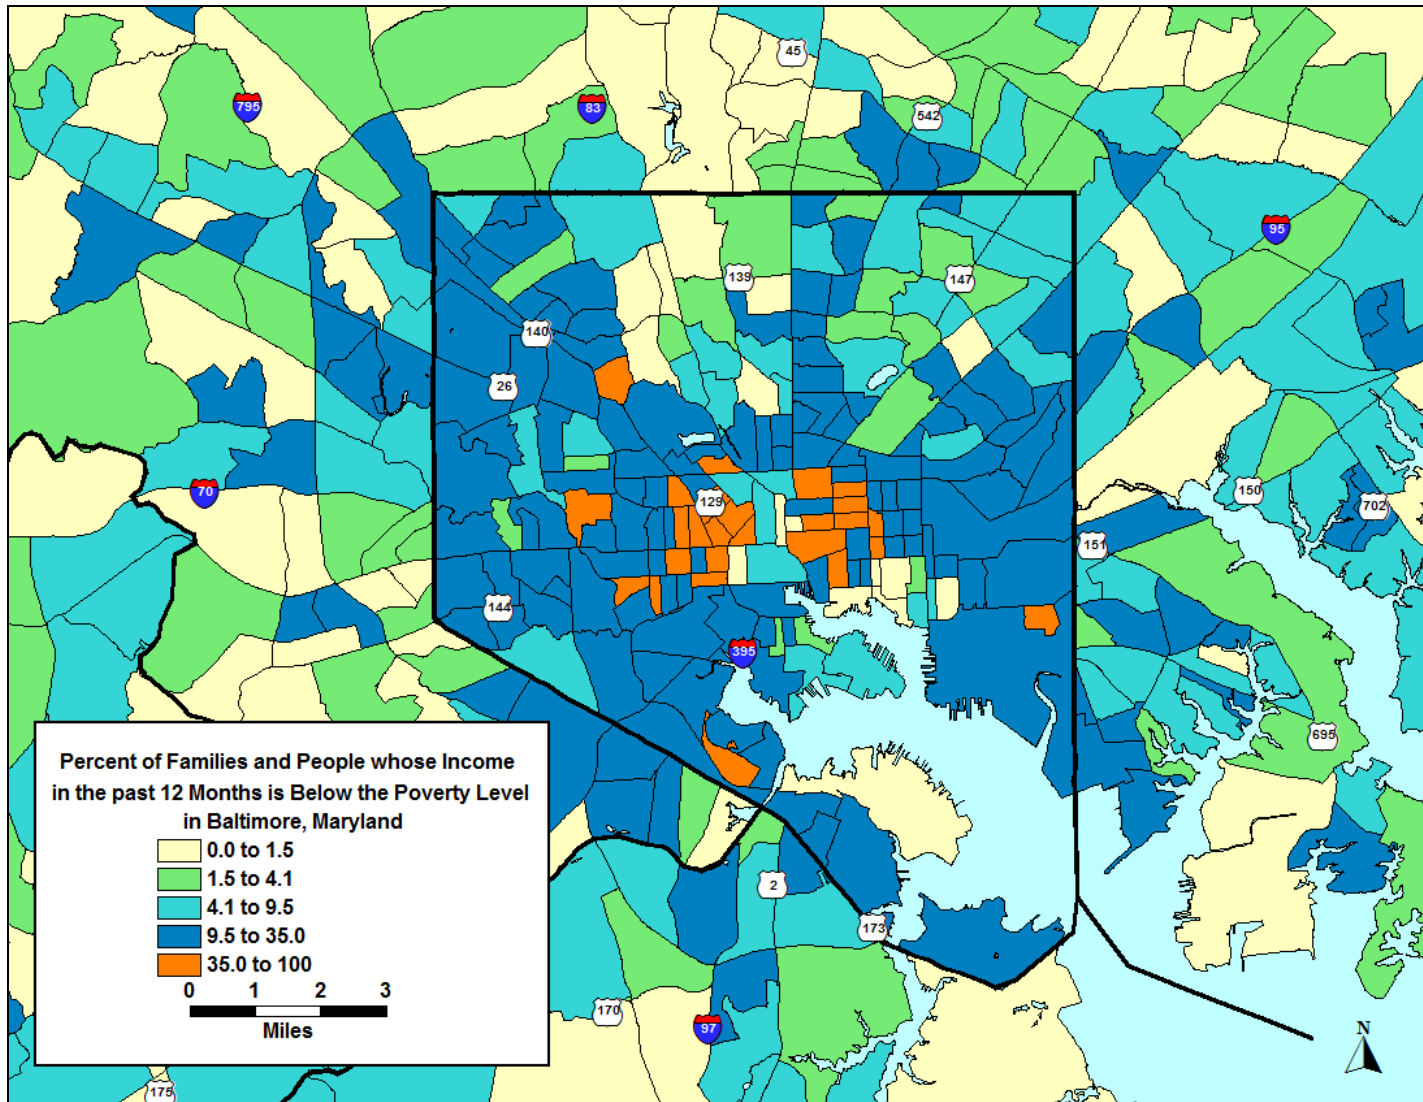 45
795
83
542
95
139
147
140
26
70
129
150
702
151
144
395
695
Percent of Families and People whose Income
in the past 12 Months is Below the Poverty Level
in Baltimore, Maryland
0.0 to 1.5
1.5 to 4.1
4.1 to 9.5
9.5 to 35.0
35.0 to 100
0 1 2 3
Miles
2
173
170
97
N
175